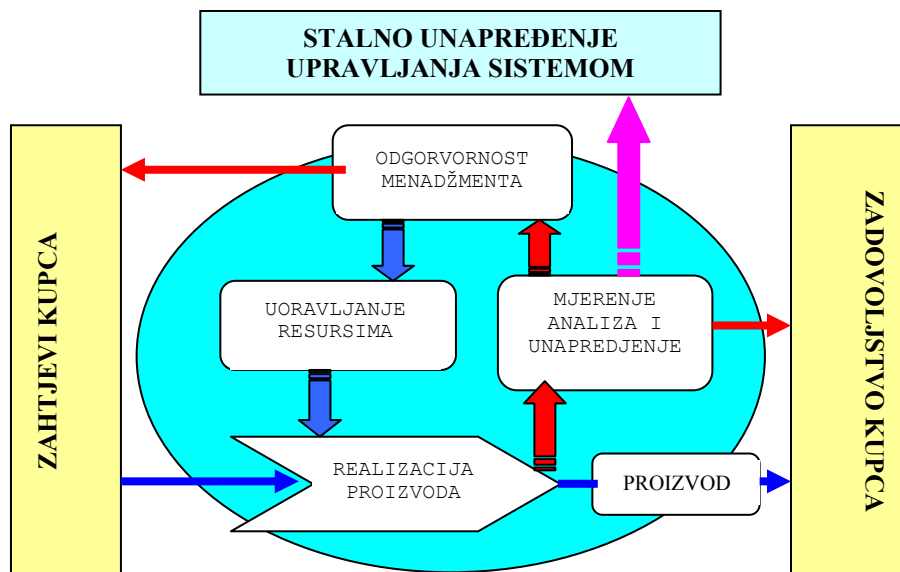 STALNO UNAPREĐENJE
UPRAVLJANJA SISTEMOM
ZAHTJEVI KUPCA
ODGORVORNOST
MENADŽMENTA
UORAVLJANJE
RESURSIMA
MJERENJE
ANALIZA I
UNAPREDJENJE
REALIZACIJA
PROIZVODA
PROIZVOD
ZADOVOLJSTVO KUPCA